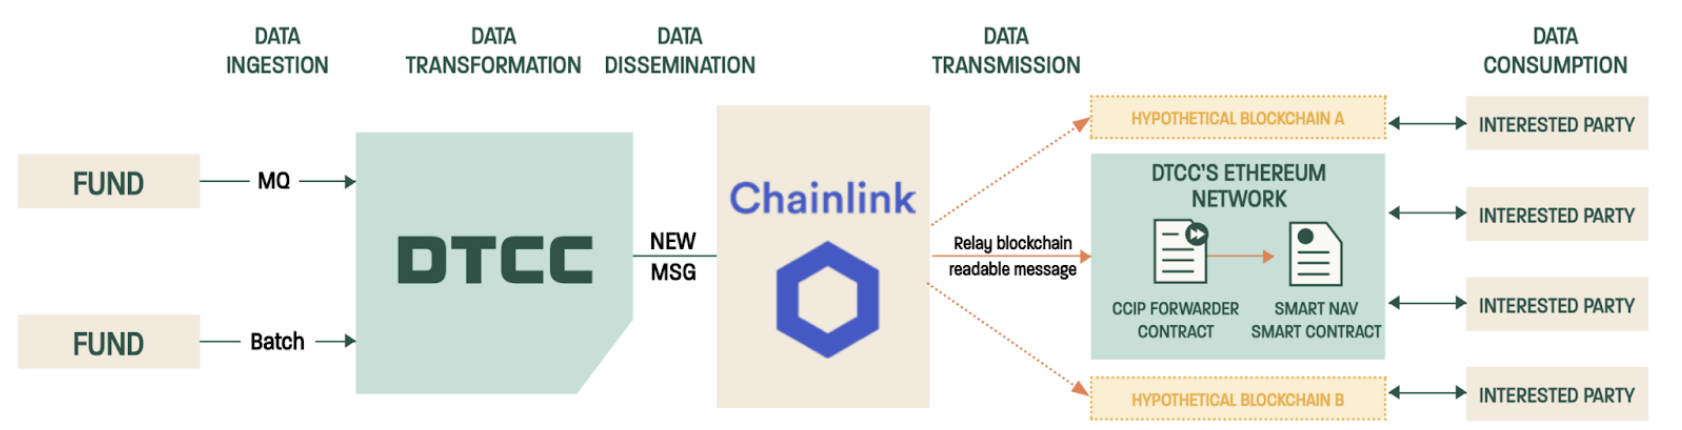 DATA
INGESTION
DATA
TRANSFORMATION
DATA
DISSEMINATION
DATA
TRANSMISSION
DATA
CONSUMPTION
FUND
MQ
FUND
Batch
DTCC
NEW
MSG
Chainlink
Relay blockchain
readable message
HYPOTHETICAL BLOCKCHAIN A
DTCC'S ETHEREUM
NETWORK
CCIP FORWARDER
CONTRACT
SMART NAV
SMART CONTRACT
HYPOTHETICAL BLOCKCHAIN B
INTERESTED PARTY
INTERESTED PARTY
INTERESTED PARTY
INTERESTED PARTY